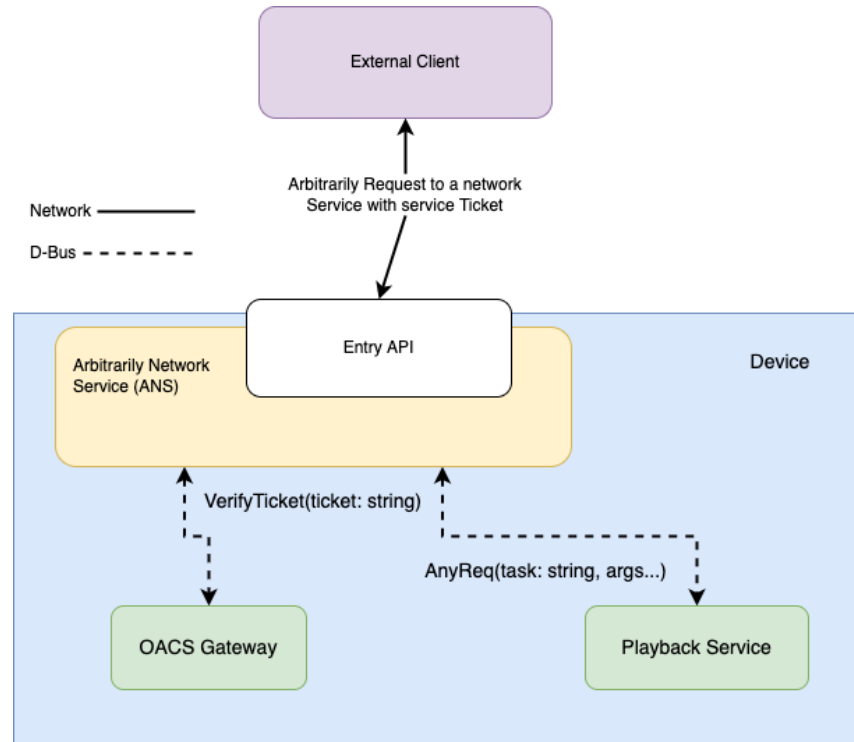 External Client
Arbitrarily Request to a network
Service with service Ticket
Network
D-Bus
Entry API
Device
Arbitrarily Network
Service (ANS)
VerifyTicket(ticket: string)
AnyReq(task: string, args...)
OACS Gateway
Playback Service